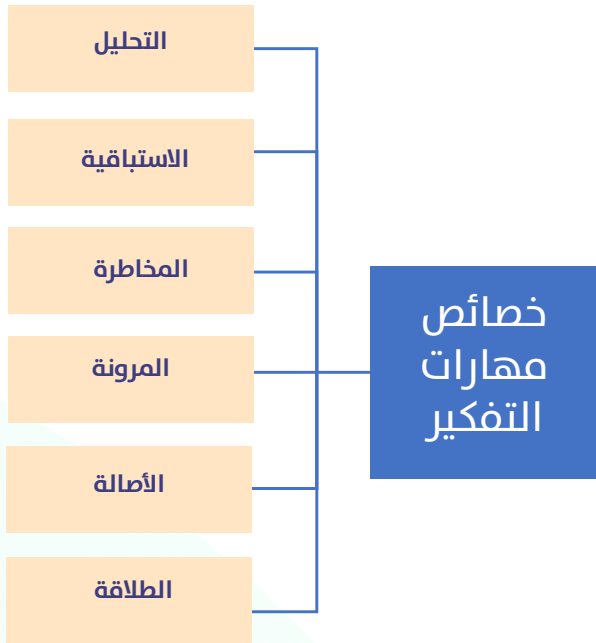 خصائص
مهارات
التفكير
التحليل
الاستباقية
المخاطرة
المرونة
الأصالة
الطلاقة